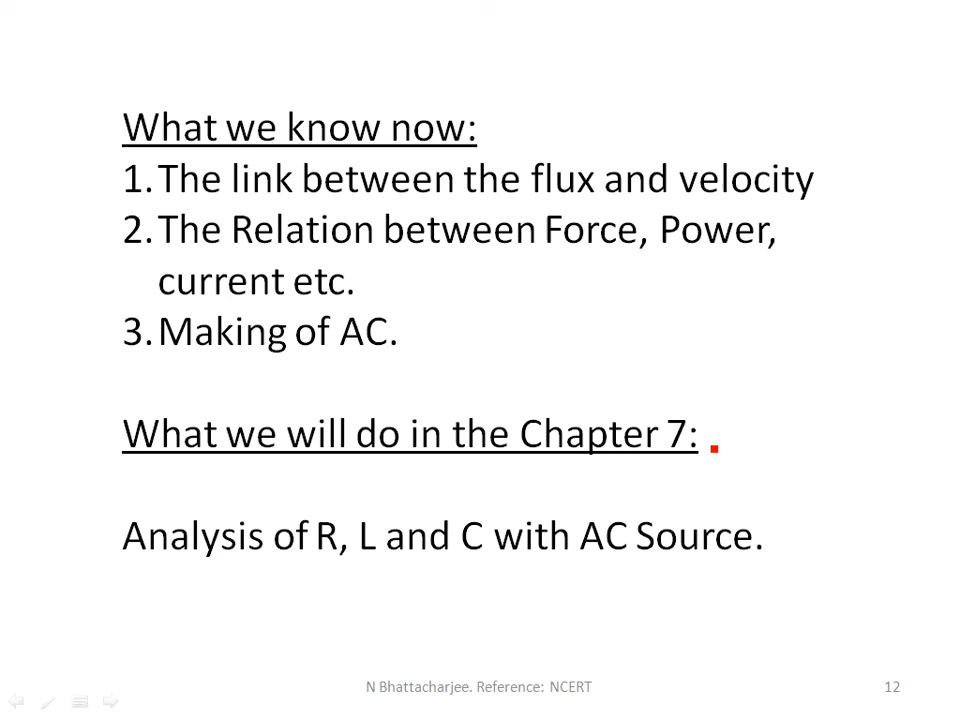 What we know now:
1. The link between the flux and velocity
2. The Relation between Force, Power,
current etc.
3. Making of AC.
What we will do in the Chapter 7:
Analysis of R, L and C with AC Source.
N Bhattacharjee. Reference: NCERT
12